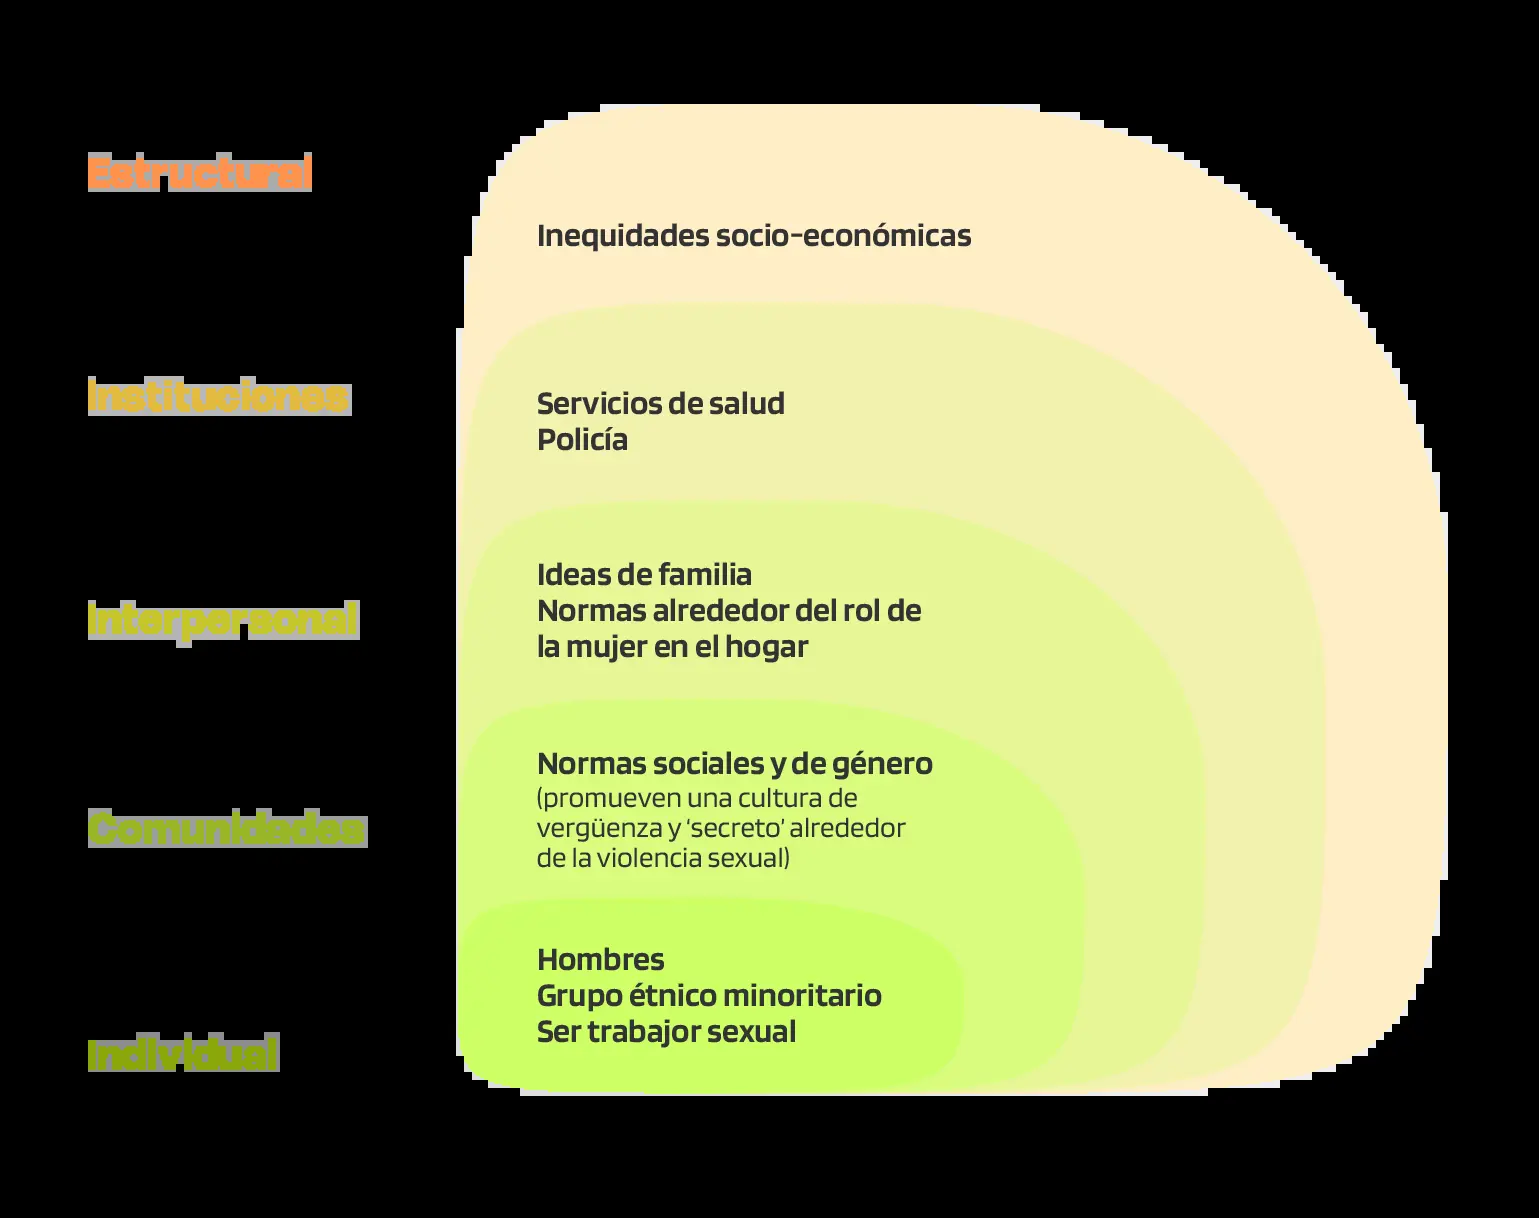 Estructural
Inequidades socio-económicas
Instituciones
Servicios de salud
Policía
Interpersonal
Ideas de familia
Normas alrededor del rol de
la mujer en el hogar
Comunidades
Normas sociales y de género
(promueven una cultura de
vergüenza y ‘secreto’ alrededor
de la violencia sexual)
Individual
Hombres
Grupo étnico minoritario
Ser trabajor sexual